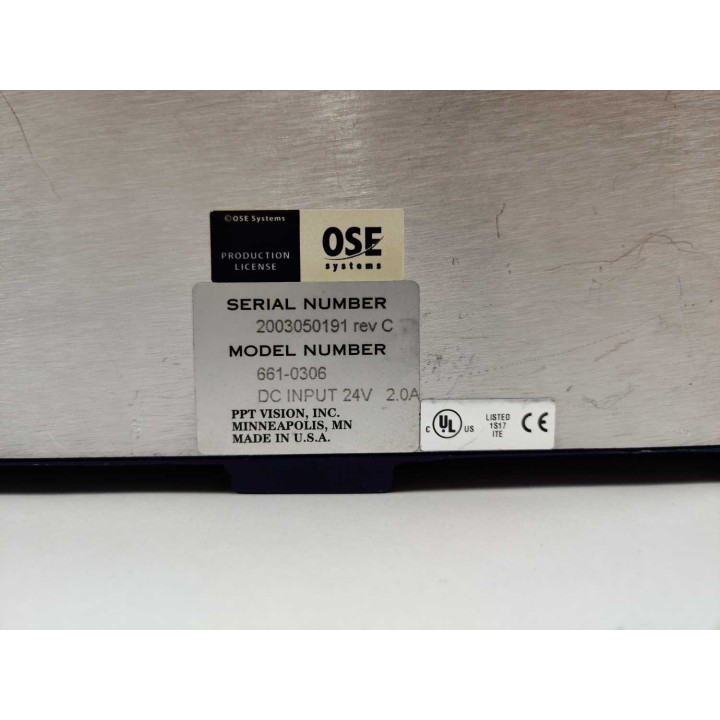 ©OSE Systems
PRODUCTION
LICENSE
OSE
systems
SERIAL NUMBER
2003050191 rev C
MODEL NUMBER
661-0306
DC INPUT 24V 2.0A
PPT VISION, INC.
MINNEAPOLIS, MN
MADE IN U.S.A.
C UL US
LISTED
1S17
ITE
CE